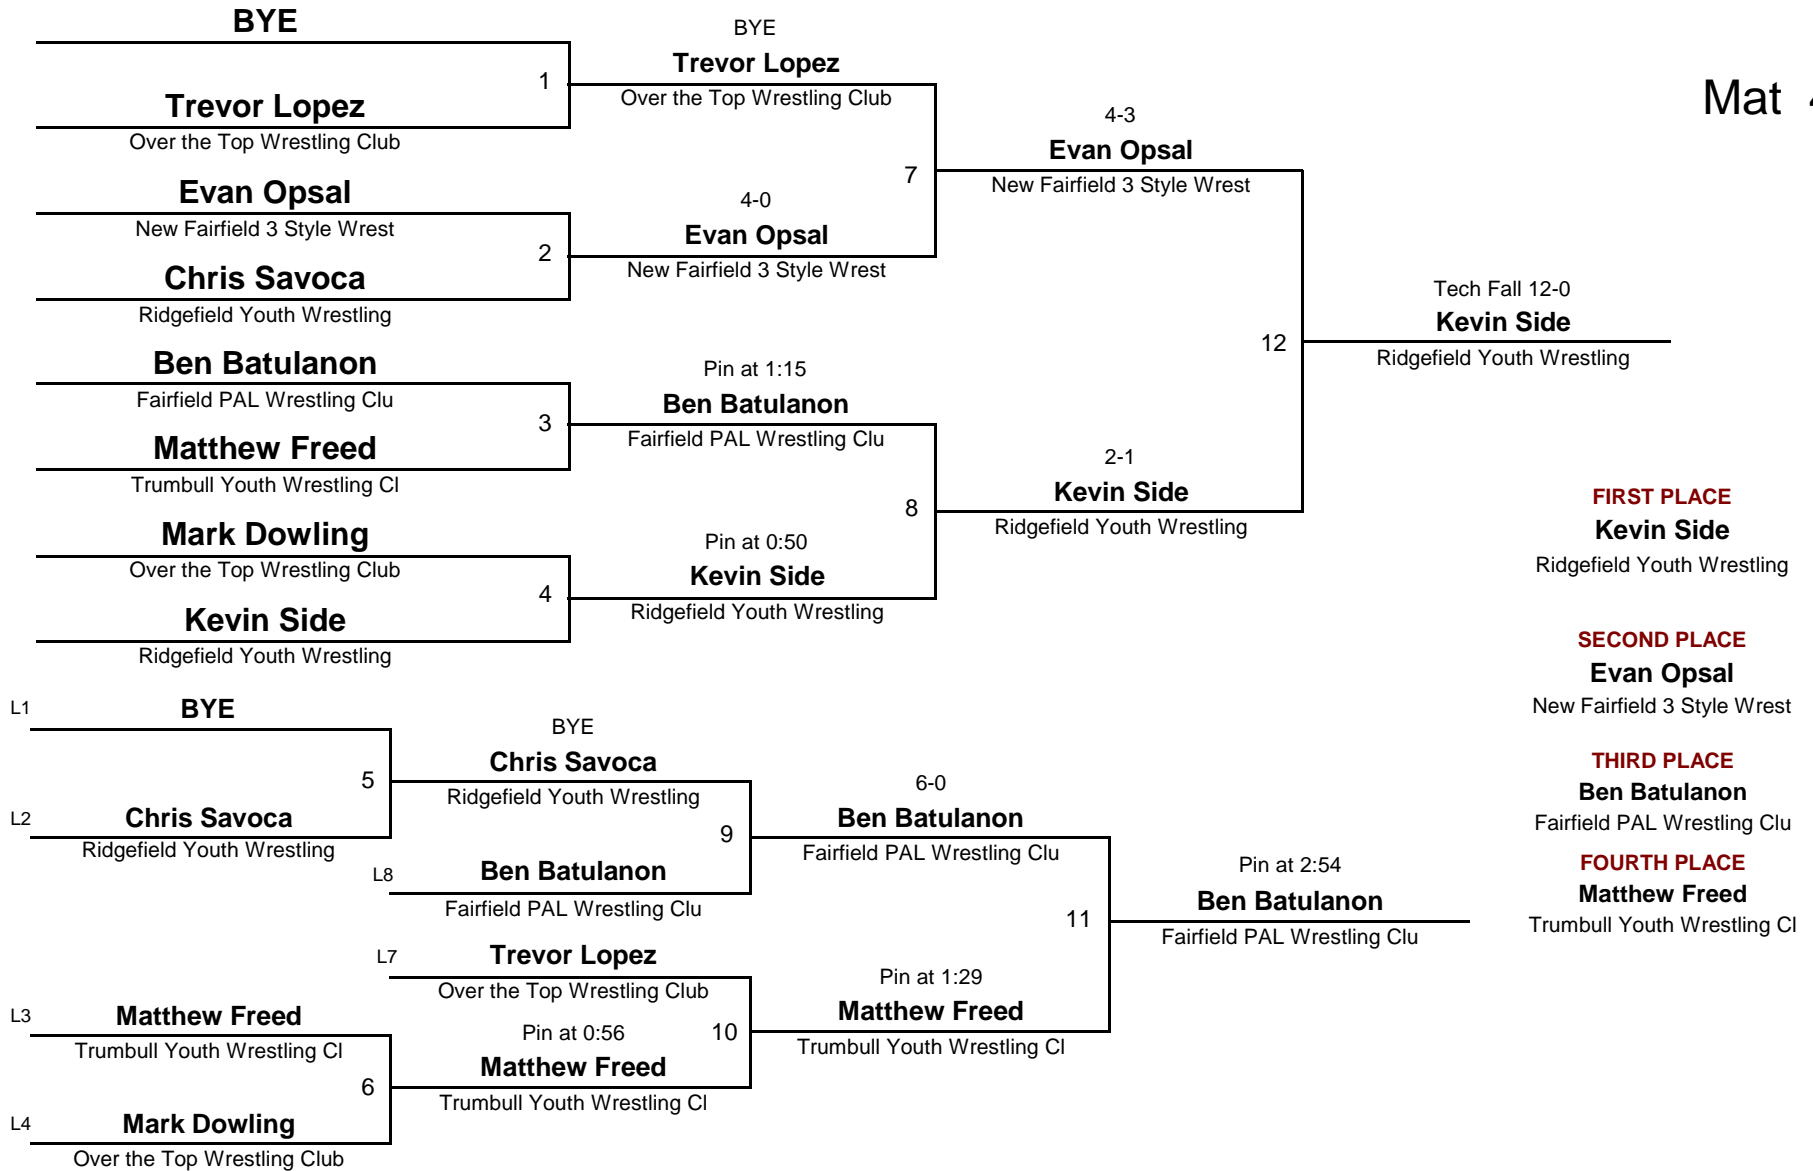 BYE
1
Trevor Lopez
Over the Top Wrestling Club
Evan Opsal
New Fairfield 3 Style Wrest
2
Chris Savoca
Ridgefield Youth Wrestling
Ben Batulanon
Fairfield PAL Wrestling Clu
3
Matthew Freed
Trumbull Youth Wrestling Cl
Mark Dowling
Over the Top Wrestling Club
4
Kevin Side
Ridgefield Youth Wrestling
BYE
Trevor Lopez
Over the Top Wrestling Club
7
4-0
Evan Opsal
New Fairfield 3 Style Wrest
Pin at 1:15
Ben Batulanon
Fairfield PAL Wrestling Clu
8
Pin at 0:50
Kevin Side
Ridgefield Youth Wrestling
4-3
Evan Opsal
New Fairfield 3 Style Wrest
12
2-1
Kevin Side
Ridgefield Youth Wrestling
Tech Fall 12-0
Kevin Side
Ridgefield Youth Wrestling
Mat
FIRST PLACE
Kevin Side
Ridgefield Youth Wrestling
SECOND PLACE
Evan Opsal
New Fairfield 3 Style Wrest
THIRD PLACE
Ben Batulanon
Fairfield PAL Wrestling Clu
FOURTH PLACE
Matthew Freed
Trumbull Youth Wrestling Cl
L1
BYE
5
L2
Chris Savoca
Ridgefield Youth Wrestling
L3
Matthew Freed
Trumbull Youth Wrestling Cl
6
L4
Mark Dowling
Over the Top Wrestling Club
BYE
Chris Savoca
Ridgefield Youth Wrestling
9
L8
Ben Batulanon
Fairfield PAL Wrestling Clu
L7
Trevor Lopez
Over the Top Wrestling Club
10
Pin at 0:56
Matthew Freed
Trumbull Youth Wrestling Cl
6-0
Ben Batulanon
Fairfield PAL Wrestling Clu
11
Pin at 1:29
Matthew Freed
Trumbull Youth Wrestling Cl
Pin at 2:54
Ben Batulanon
Fairfield PAL Wrestling Clu